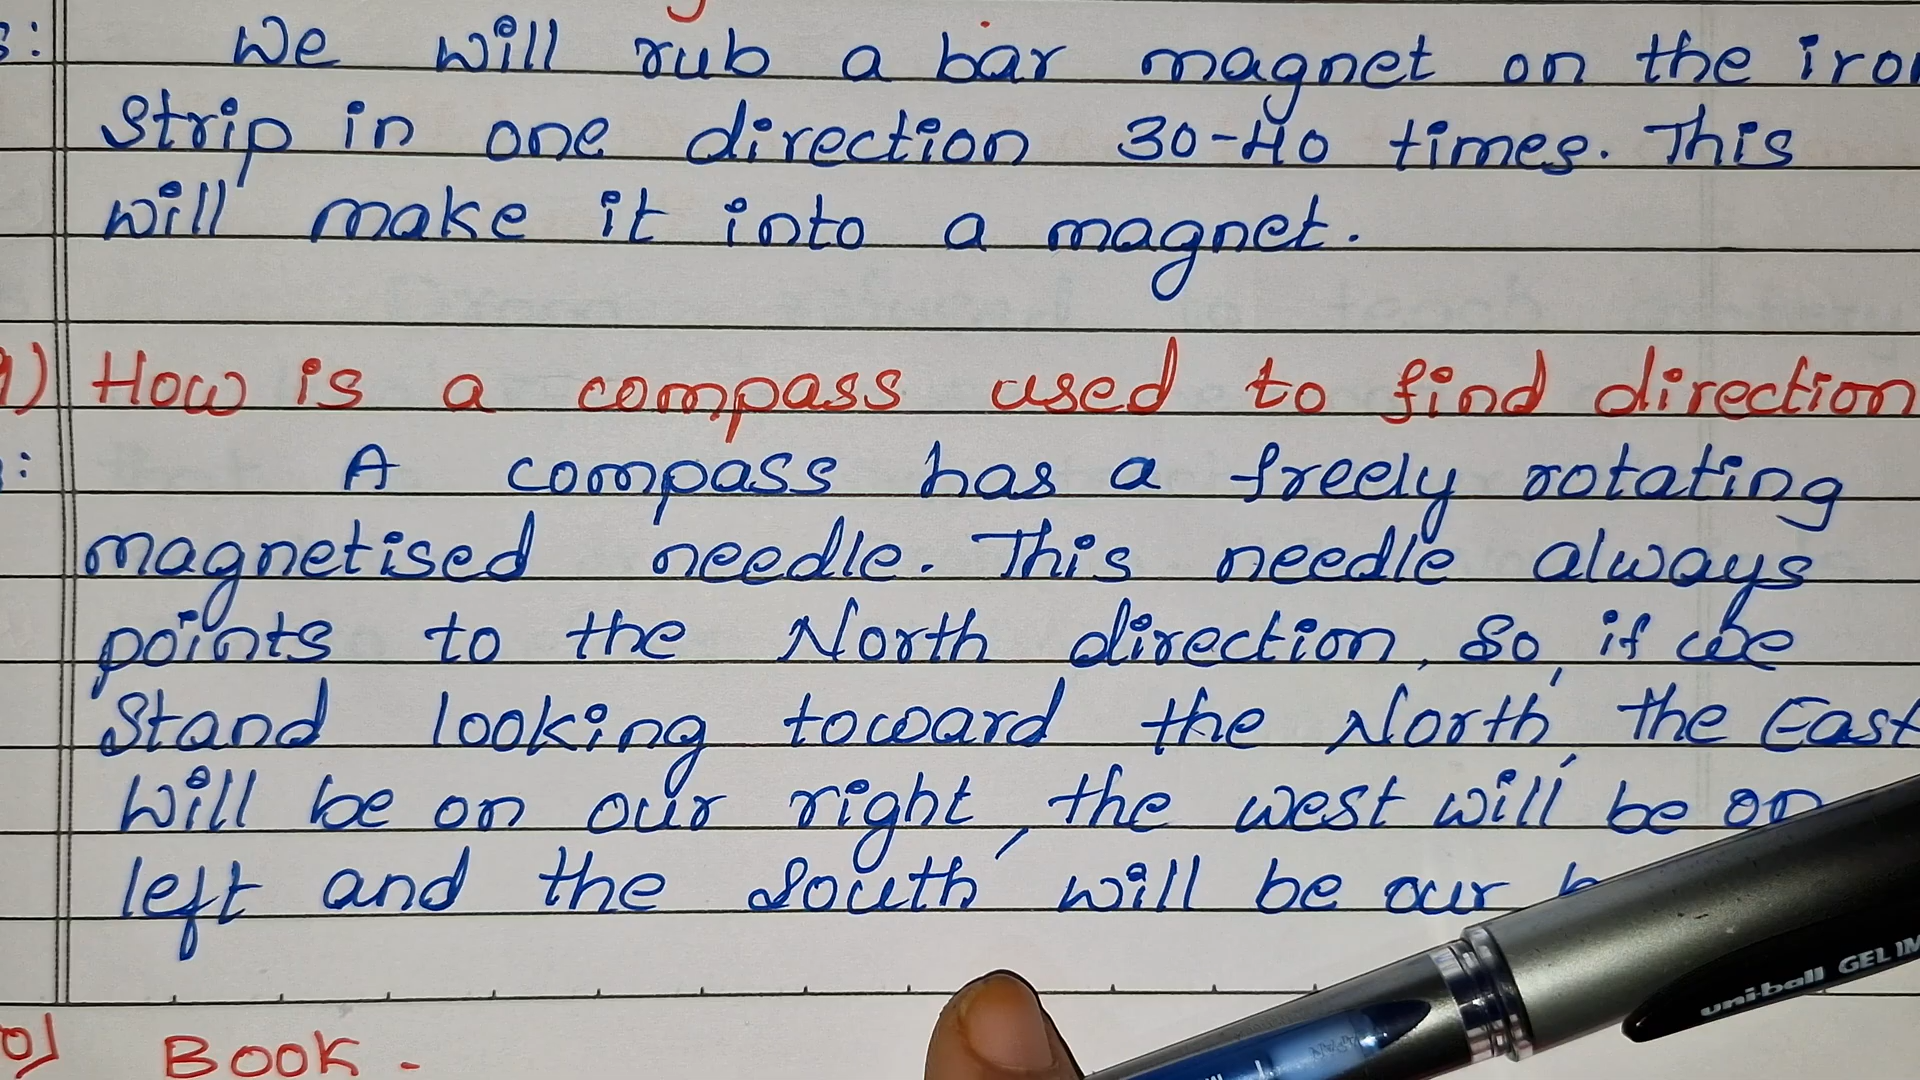 We will rub a bar magnet on the iron
Strip in one direction 30-40 times. This
will make it into a magnet.
How is a compass used to find direction
A compass has a freely rotating
magnetised needle. This needle always
points to the North direction. So, if we
Stand looking toward the North, the East
will be on our right, the west will be on
left and the South will be our
BOOK.
uni-ball GEL IM